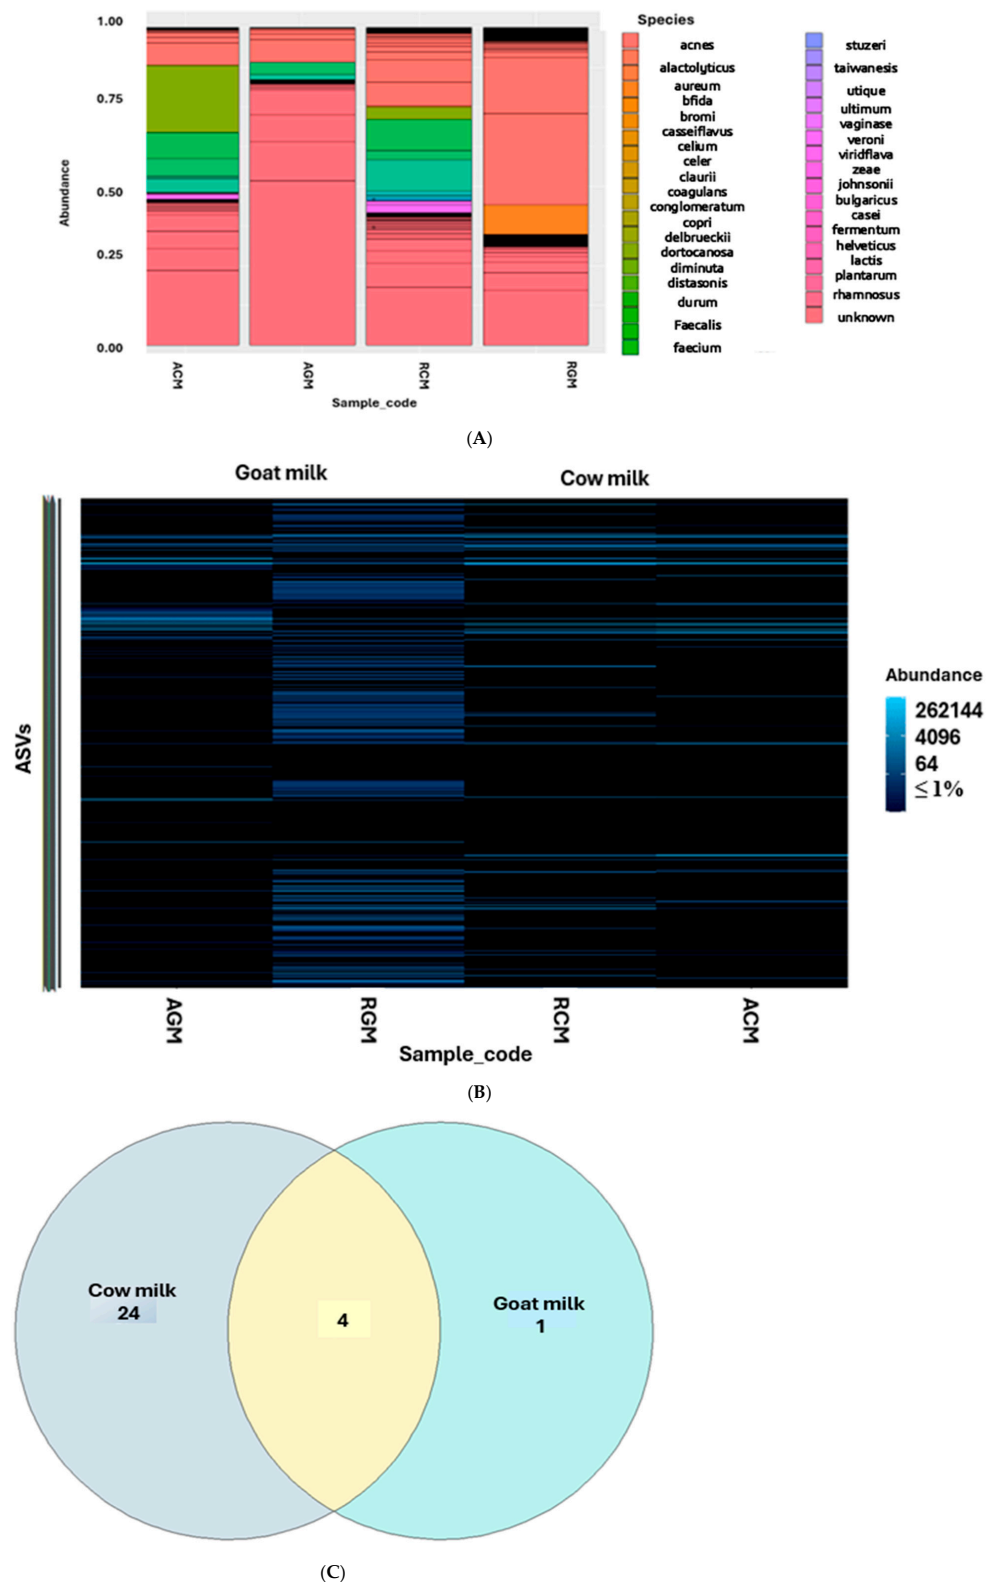 Species
1.00
0.75
0.50
0.25
0.00
Abundance
ACM
AGM
RCM
RGM
Sample_code
acnes
alactolyticus
aureum
bfida
bromi
casseiflavus
celium
celer
claurii
coagulans
conglomeratum
copri
delbrueckii
dortocanosa
diminuta
distasonis
durum
Faecalis
faecium
stuzeri
taiwanesis
utique
ultimum
vaginase
veroni
viridflava
zeae
johnsonii
bulgaricus
casei
fermentum
helveticus
lactis
plantarum
rhamnosus
unknown
(A)
Goat milk
Cow milk
ASVs
Abundance
262144
4096
64
≤ 1%
AGM
RGM
RCM
ACM
Sample_code
(B)
Cow milk
24
4
Goat milk
1
(C)